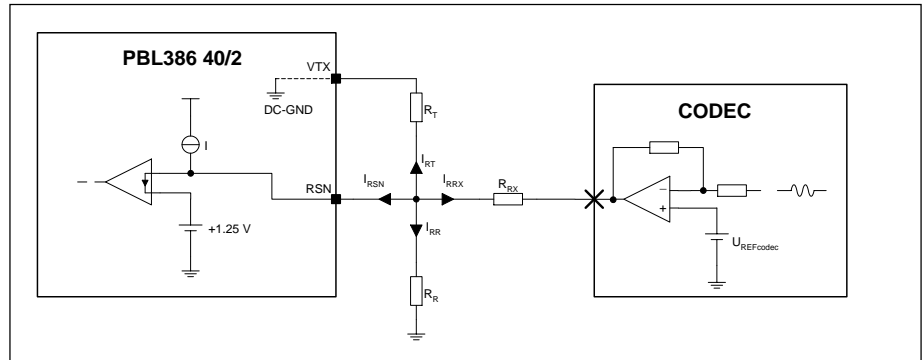 PBL386 40/2
VTX
DC-GND
R_T
CODEC
I
I_RT
RSN
I_RSN
I_RRX
R_RX
−
+
+1.25 V
I_RR
U_REFcodec
R_R